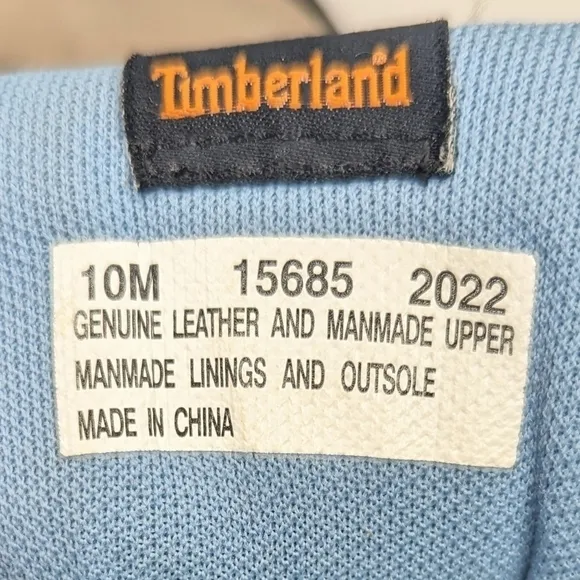 Timberland
10M 15685 2022
GENUINE LEATHER AND MANMADE UPPER
MANMADE LININGS AND OUTSOLE
MADE IN CHINA